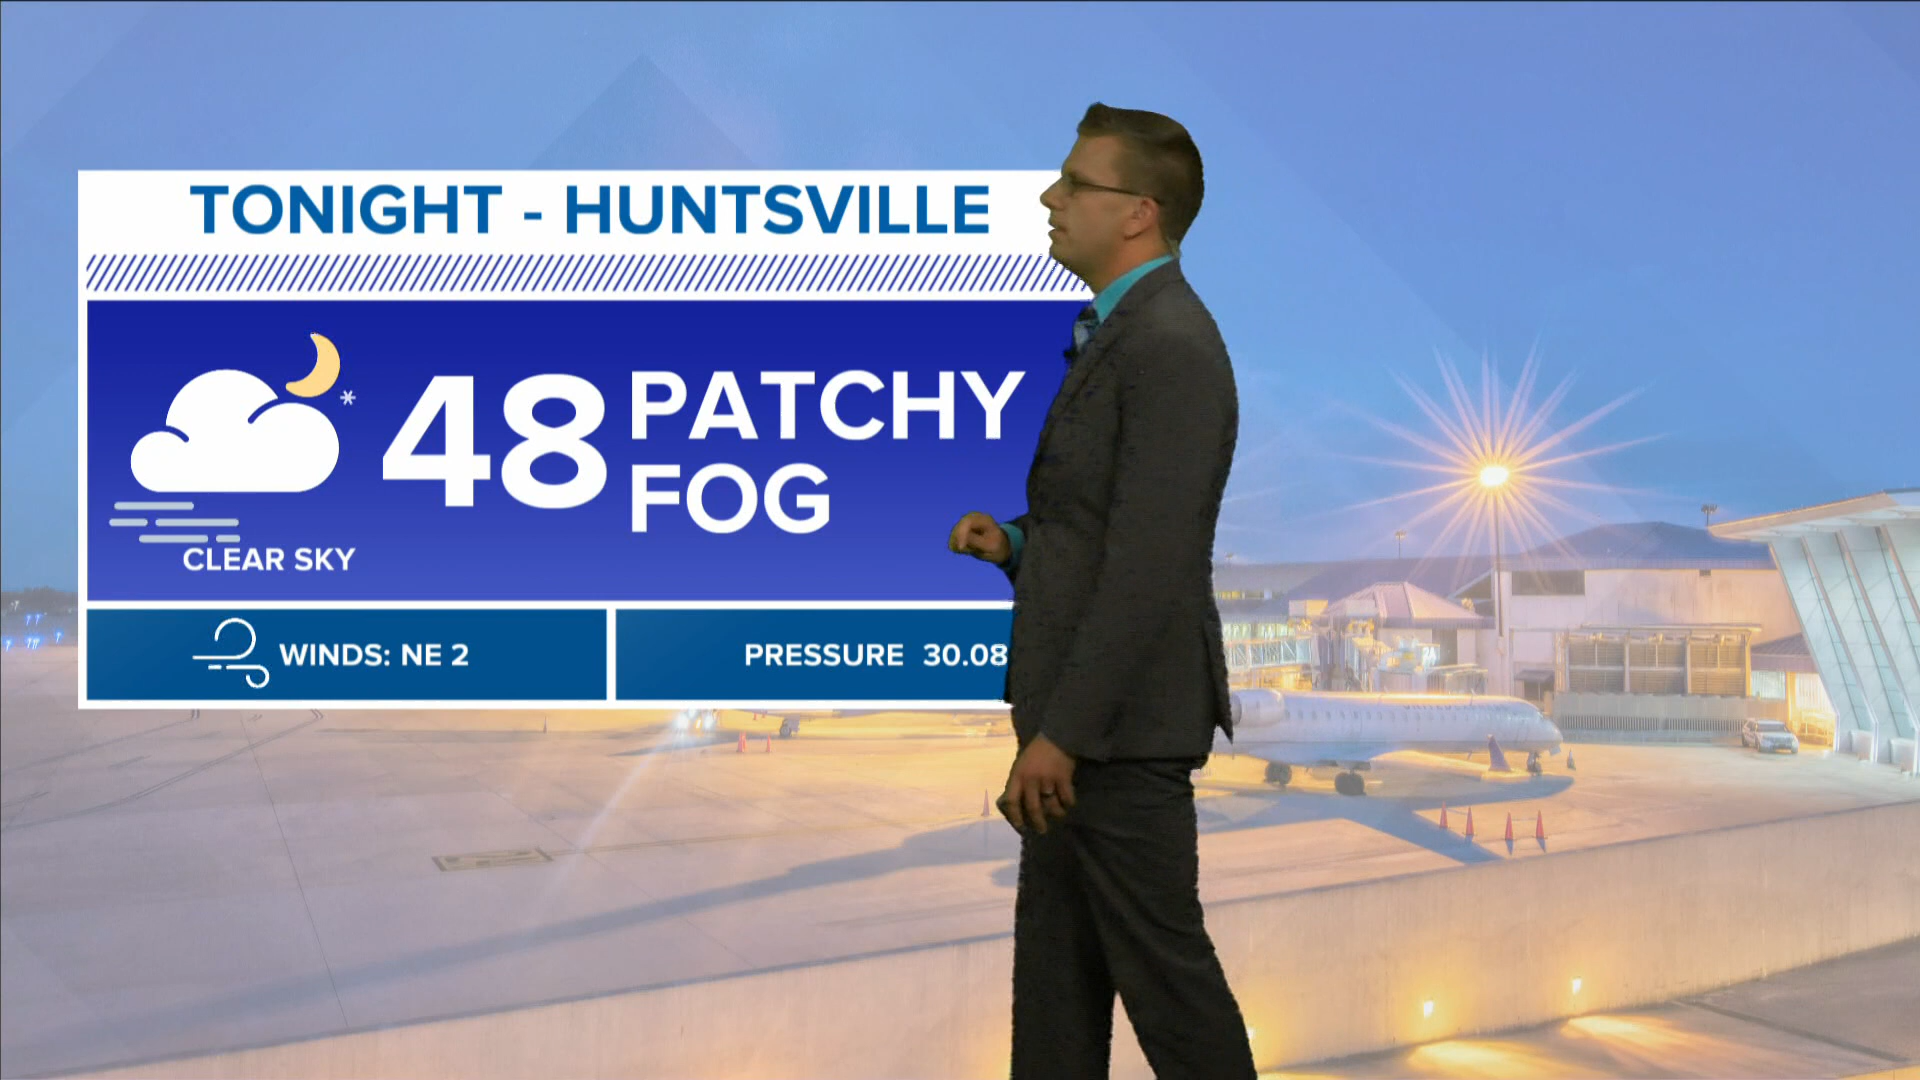 TONIGHT - HUNTSVILLE
48
PATCHY
FOG
CLEAR SKY
WINDS: NE 2
PRESSURE 30.08